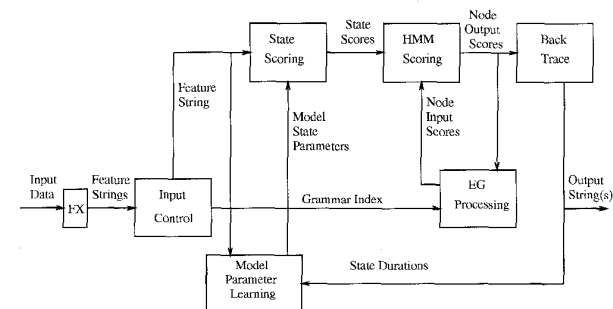 State
Scores
Node
Output
Scores
State
Scoring
HMM
Scoring
Back
Trace
Feature
String
Model
State
Parameters
Node
Input
Scores
Input
Data
Feature
Strings
FX
Input
Control
Grammar Index
EG
Processing
Output
String(s)
Model
Parameter
Learning
State Durations